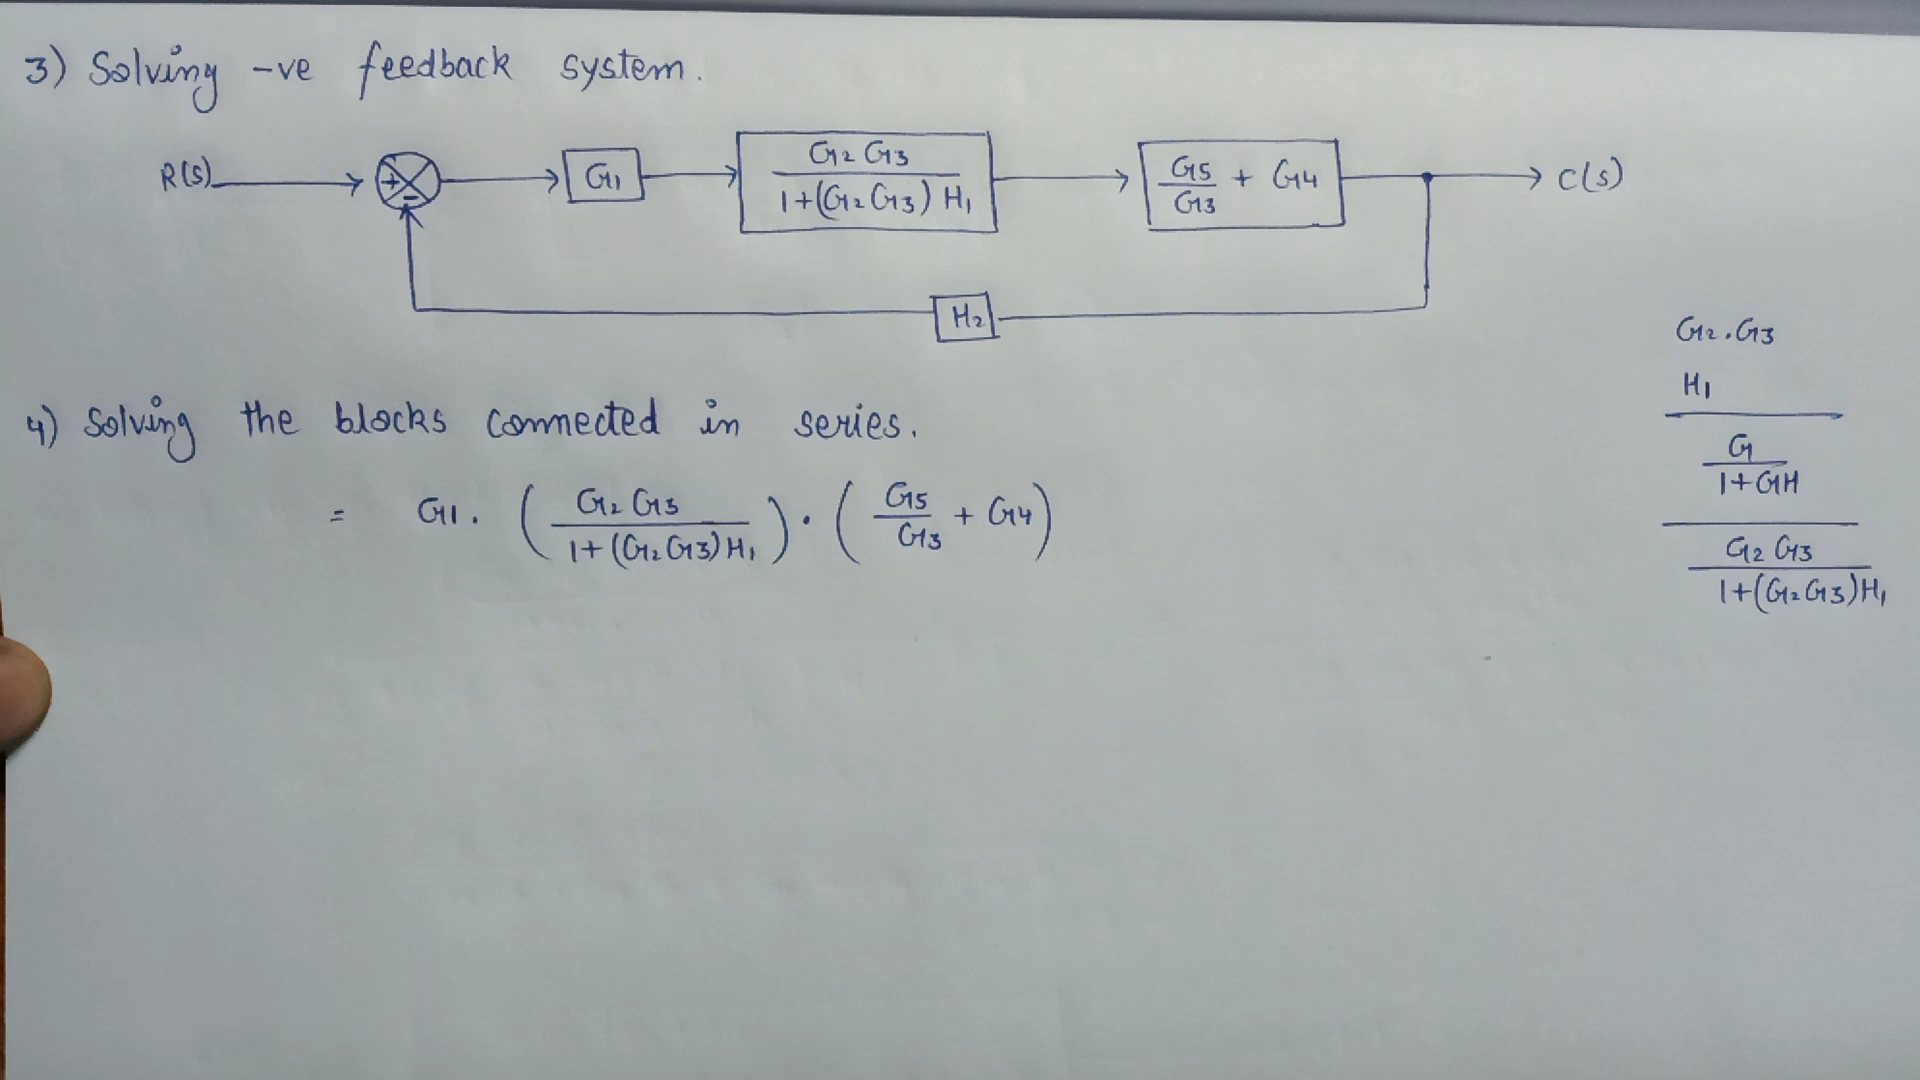 3) Solving -ve feedback system.
R(s) + - G1 G2 G3 / 1+(G2 G3) H1 G5/G3 + G4 C(s)
H2
4) Solving the blocks connected in series.
= G1 . ( G2 G3 / 1+(G2 G3) H1 ) . ( G5/G3 + G4 )
G2.G3
H1
G
1+GH
G2 G3
1+(G2 G3)H1